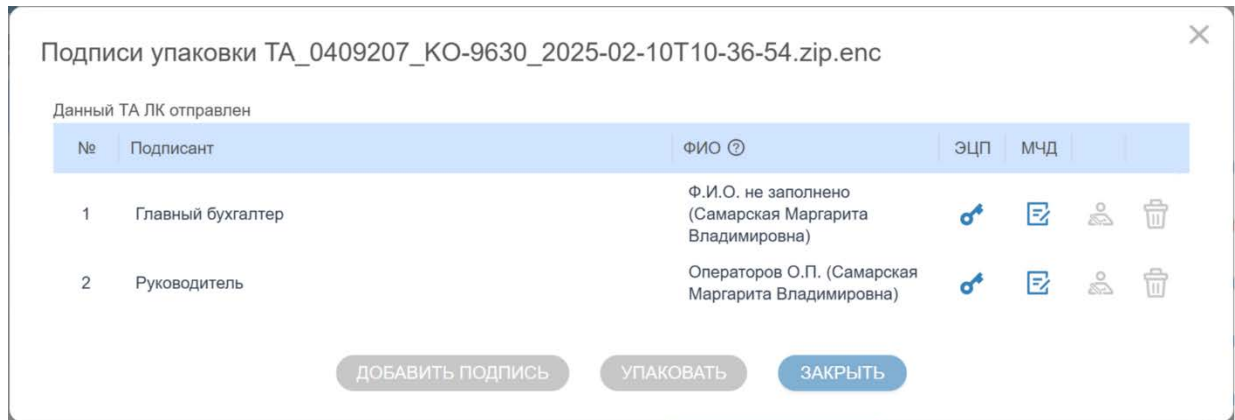 Подписи упаковки TA_0409207_KO-9630_2025-02-10T10-36-54.zip.enc
Данный ТА ЛК отправлен
№ Подписант ФИО ЭЦП МЧД
1 Главный бухгалтер Ф.И.О. не заполнено
(Самарская Маргарита
Владимировна)
2 Руководитель Операторов О.П. (Самарская
Маргарита Владимировна)
ДОБАВИТЬ ПОДПИСЬ УПАКОВАТЬ ЗАКРЫТЬ